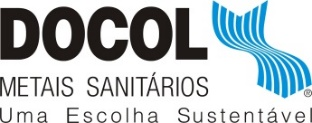 DOCOL
METAIS SANITÁRIOS
®
Uma Escolha Sustentável